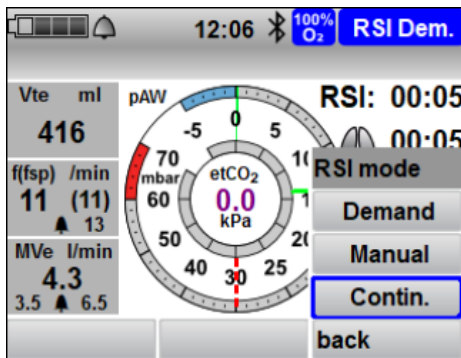 12:06
100%
O₂
RSI Dem.
Vte ml
416
f(fsp) /min
11 (11)
13
MVe l/min
4.3
3.5 6.5
pAW
-5 0 5
70
mbar
60
50
40 30 25
etCO₂
0.0
kPa
RSI: 00:05
00:05
RSI mode
Demand
Manual
Contin.
back